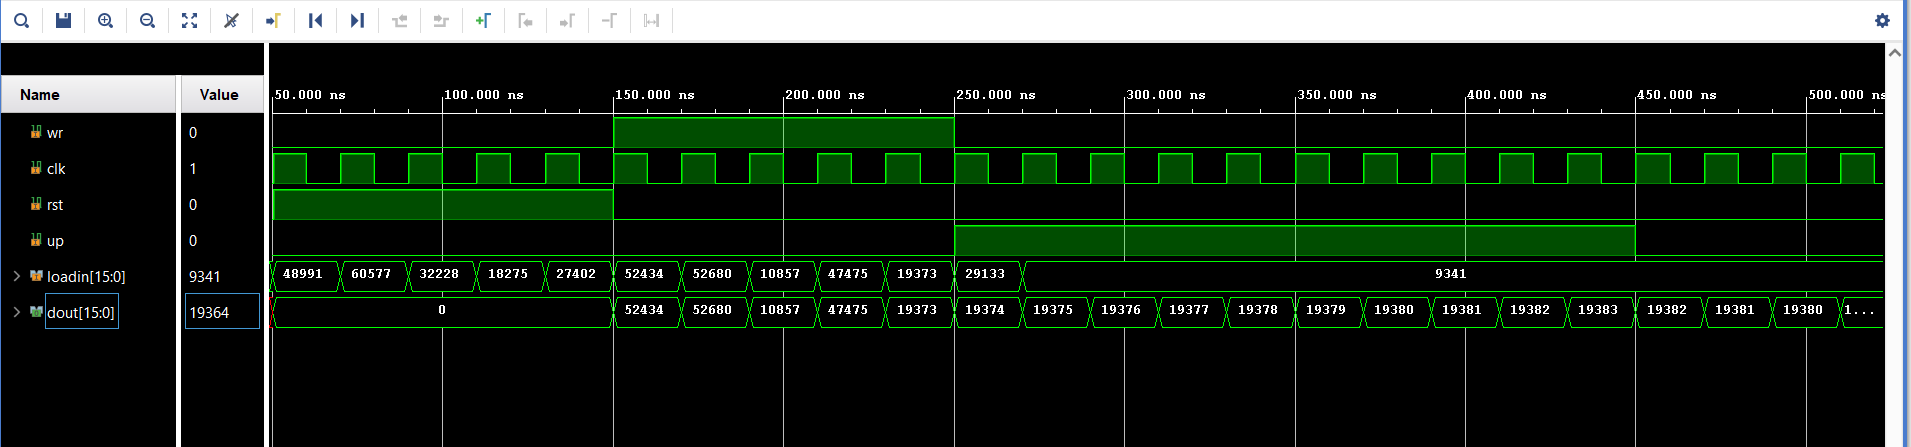 Name Value
50.000 ns 100.000 ns 150.000 ns 200.000 ns 250.000 ns 300.000 ns 350.000 ns 400.000 ns 450.000 ns 500.000 ns
wr 0
clk 1
rst 0
up 0
loadin[15:0] 9341 48991 60577 32228 18275 27402 52434 52680 10857 47475 19373 29133 9341
dout[15:0] 19364 0 52434 52680 10857 47475 19373 19374 19375 19376 19377 19378 19379 19380 19381 19382 19383 19382 19381 19380 1...